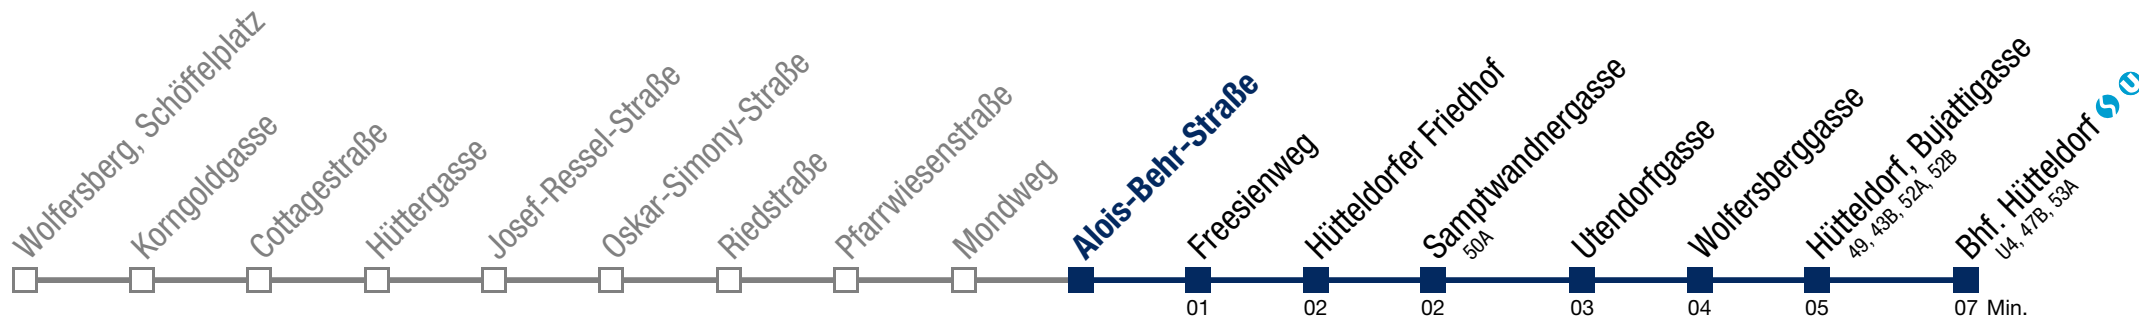 Wolfersberg, Schöffelplatz
Korngoldgasse
Cottagestraße
Hüttergasse
Josef-Ressel-Straße
Oskar-Simony-Straße
Riedstraße
Pfarrwiesenstraße
Mondweg
Alois-Behr-Straße
Freesienweg
Hütteldorfer Friedhof
Samptwandnergasse
50A
Utendorfgasse
Wolfersberggasse
Hütteldorf, Bujattigasse
49, 43B, 52A, 52B
Bhf. Hütteldorf S U
U4, 47B, 53A
01 02 02 03 04 05 07 Min.